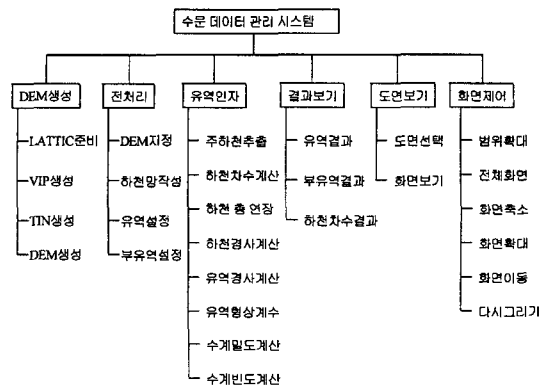 수문 데이터 관리 시스템
DEM생성
전처리
유역인자
결과보기
도면보기
화면제어
LATTIC준비
VIP생성
TIN생성
DEM생성
DEM지정
하천망작성
유역설정
부유역설정
주하천추출
하천차수계산
하천 총 연장
하천경사계산
유역경사계산
유역형상계수
수계밀도계산
수계빈도계산
유역결과
부유역결과
하천차수결과
도면선택
화면보기
범위확대
전체화면
화면축소
화면확대
화면이동
다시그리기